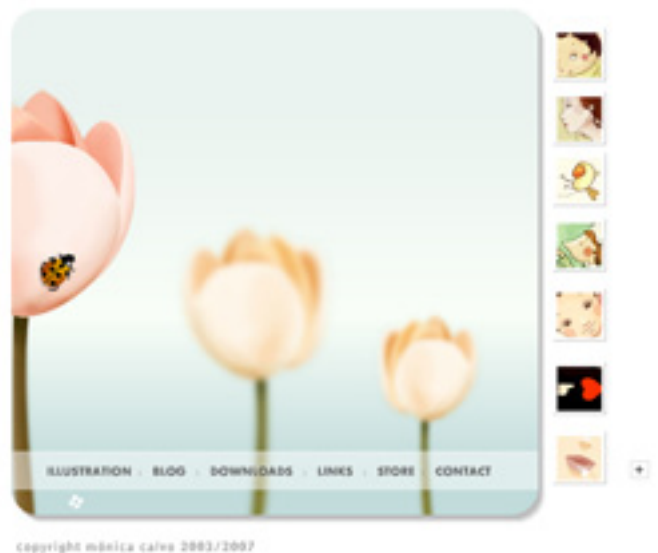 ILLUSTRATION BLOG DOWNLOADS LINKS STORE CONTACT
copyright mónica calvo 2003/2007